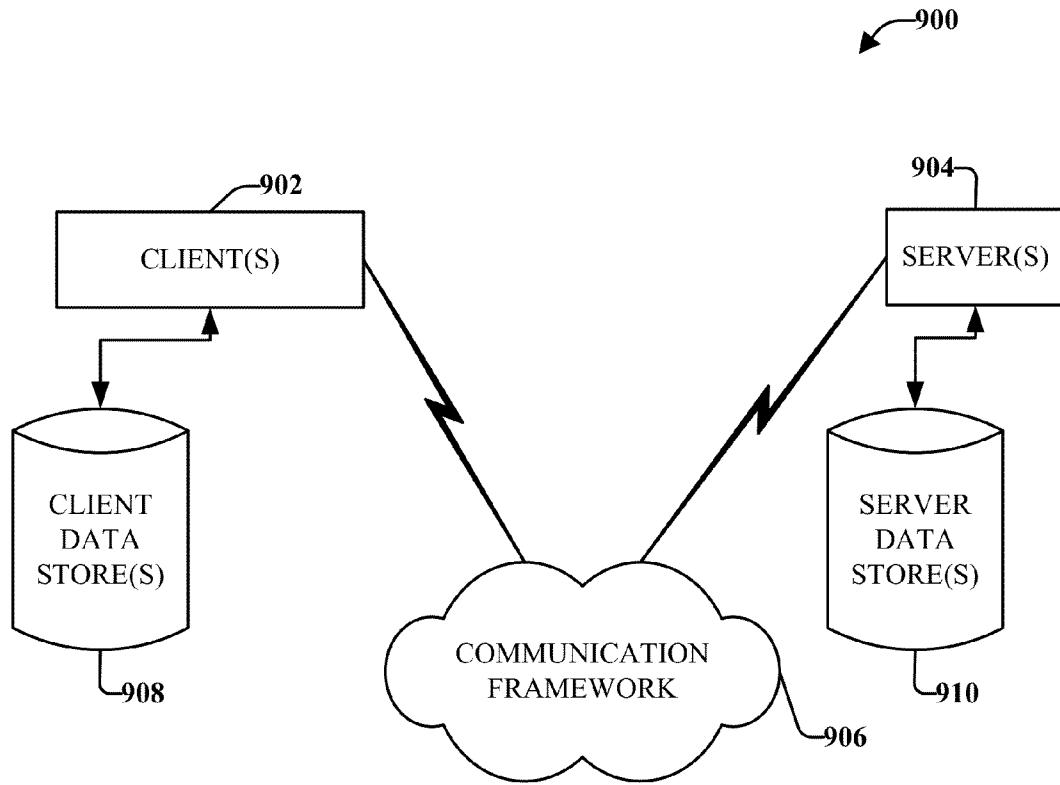 900
902
904
CLIENT(S)
SERVER(S)
CLIENT
DATA
STORE(S)
SERVER
DATA
STORE(S)
COMMUNICATION
FRAMEWORK
908
910
906